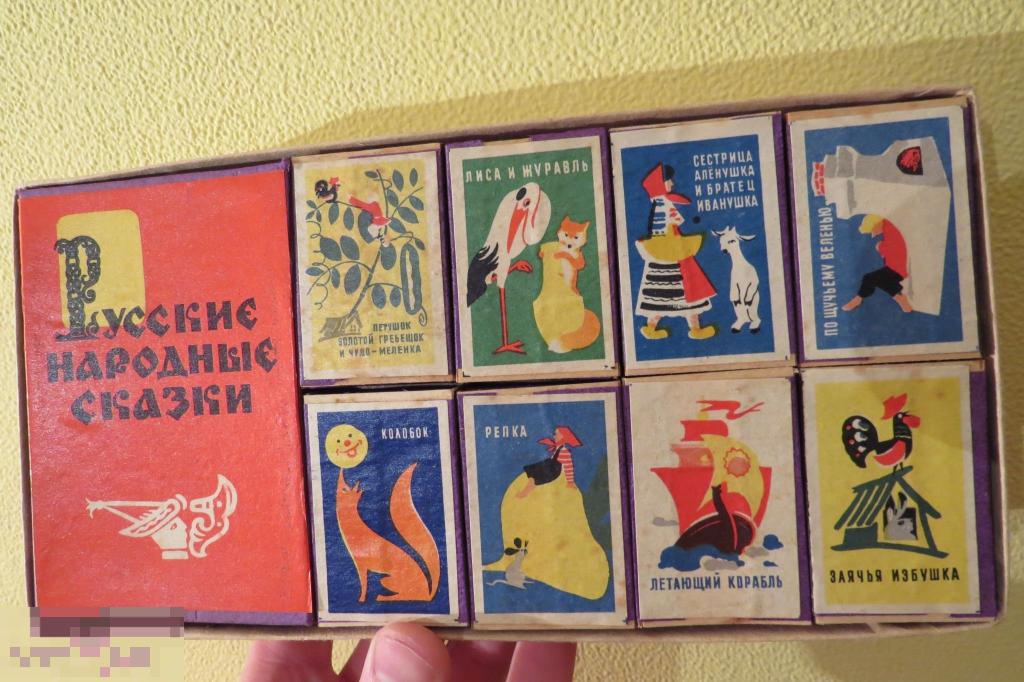 Русские
народные
сказки
ПЕТУШОК
ЗОЛОТОЙ ГРЕБЕШОК
И ЧУДО-МЕЛЕНКА
ЛИСА И ЖУРАВЛЬ
СЕСТРИЦА
АЛЁНУШКА
И БРАТЕЦ
ИВАНУШКА
ПО ЩУЧЬЕМУ ВЕЛЕНЬЮ
КОЛОБОК
РЕПКА
ЛЕТАЮЩИЙ КОРАБЛЬ
ЗАЯЧЬЯ ИЗБУШКА